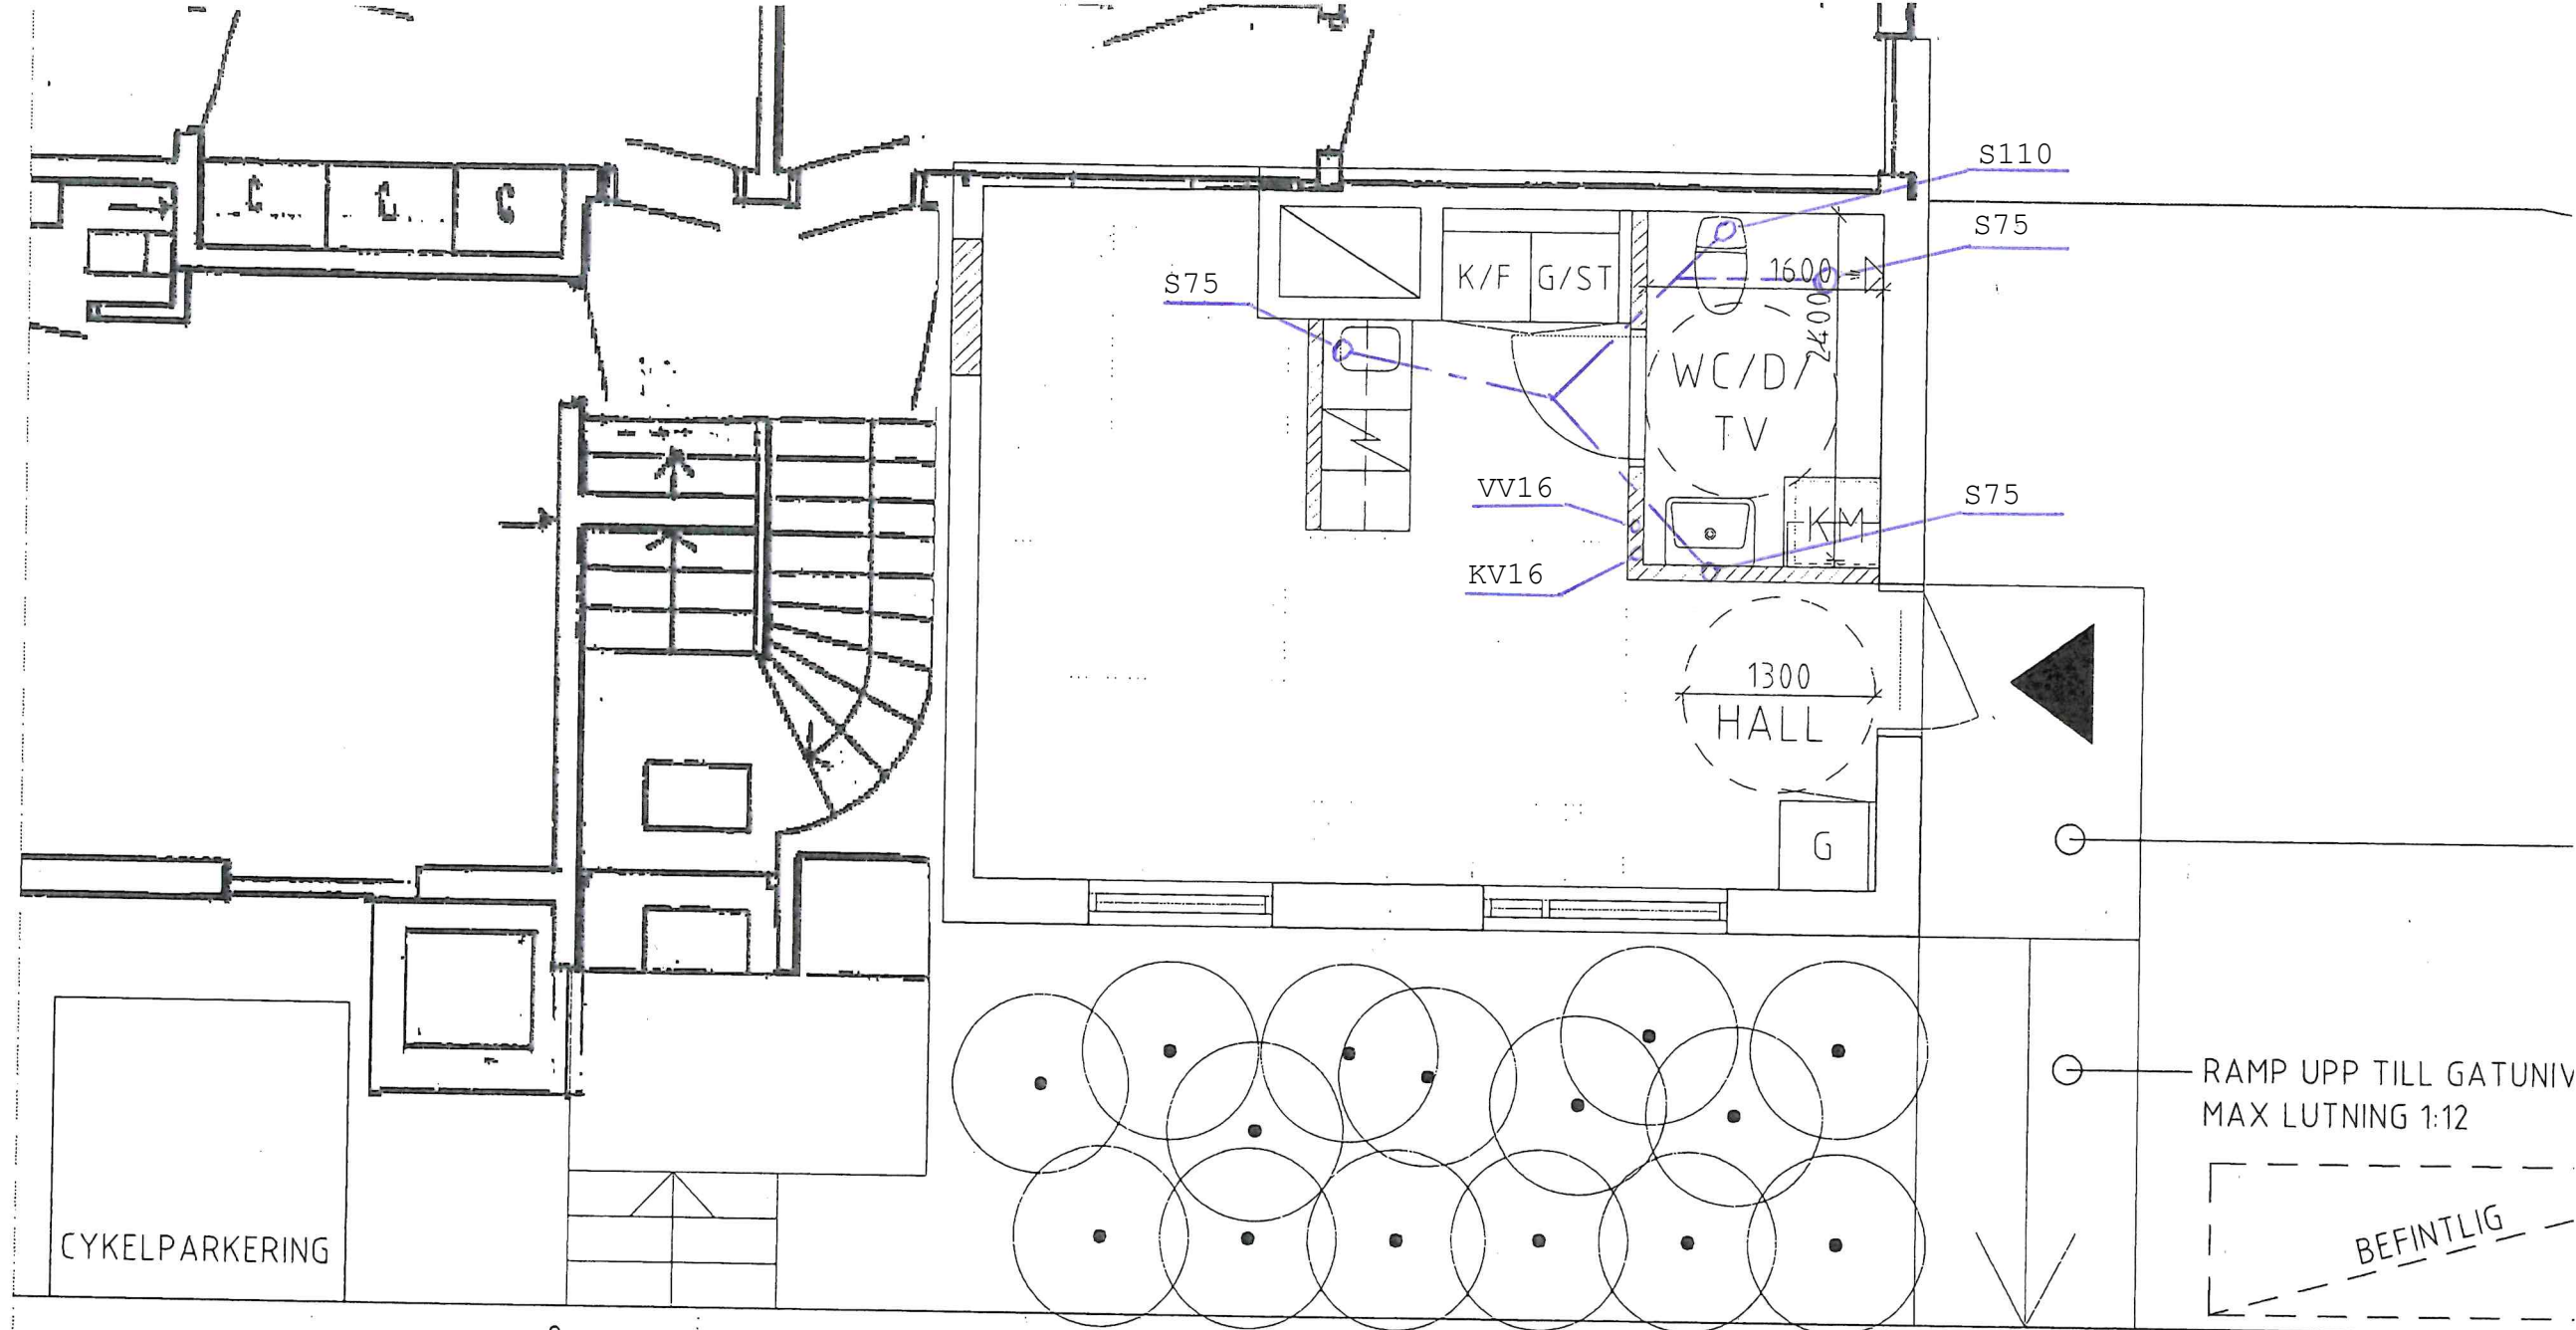 S110
C
C
C
S75
S75
K/F
G/ST
1600
2400
WC/D/
TV
VV16
S75
KM
KV16
1300
HALL
G
RAMP UPP TILL GATUNIV
MAX LUTNING 1:12
CYKELPARKERING
BEFINTLIG